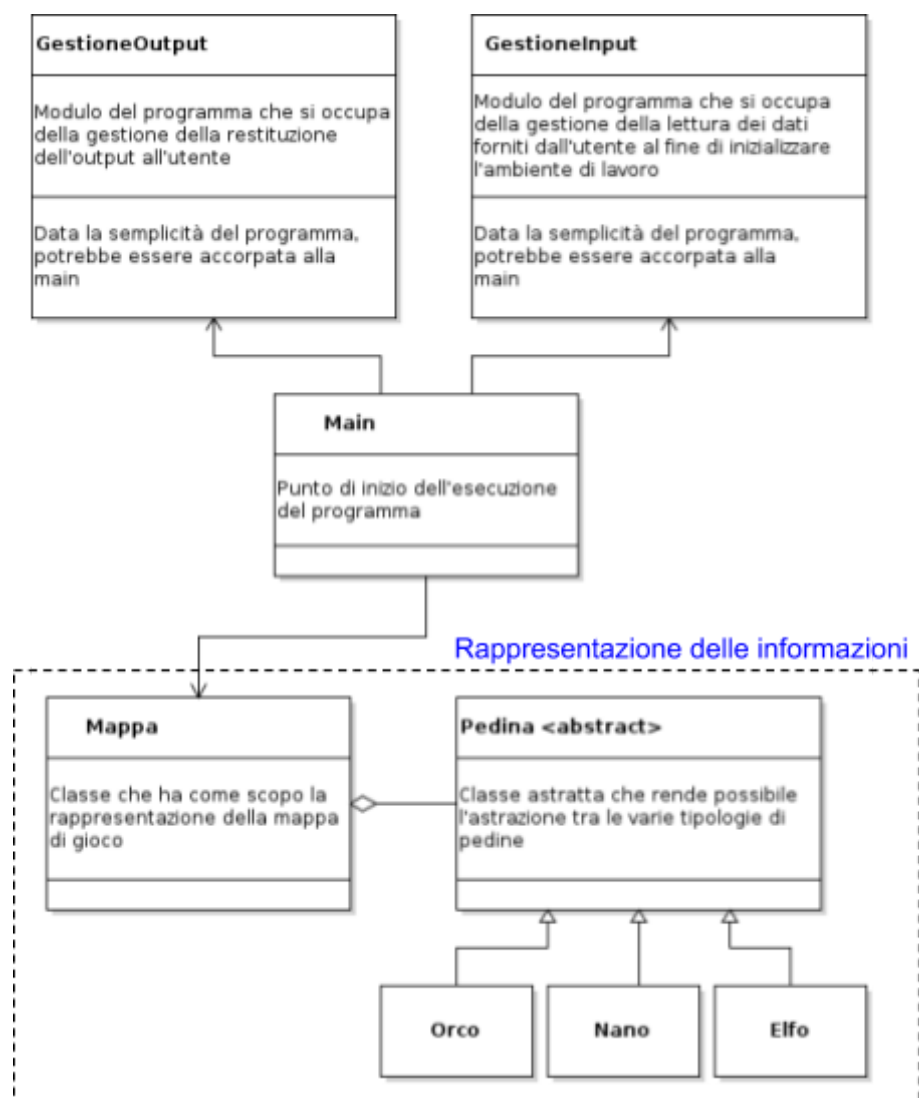 GestioneOutput
Modulo del programma che si occupa
della gestione della restituzione
dell'output all'utente
Data la semplicità del programma,
potrebbe essere accorpata alla
main
GestioneInput
Modulo del programma che si occupa
della gestione della lettura dei dati
forniti dall'utente al fine di inizializzare
l'ambiente di lavoro
Data la semplicità del programma,
potrebbe essere accorpata alla
main
Main
Punto di inizio dell'esecuzione
del programma
Rappresentazione delle informazioni
Mappa
Classe che ha come scopo la
rappresentazione della mappa
di gioco
Pedina <abstract>
Classe astratta che rende possibile
l'astrazione tra le varie tipologie di
pedine
Orco
Nano
Elfo